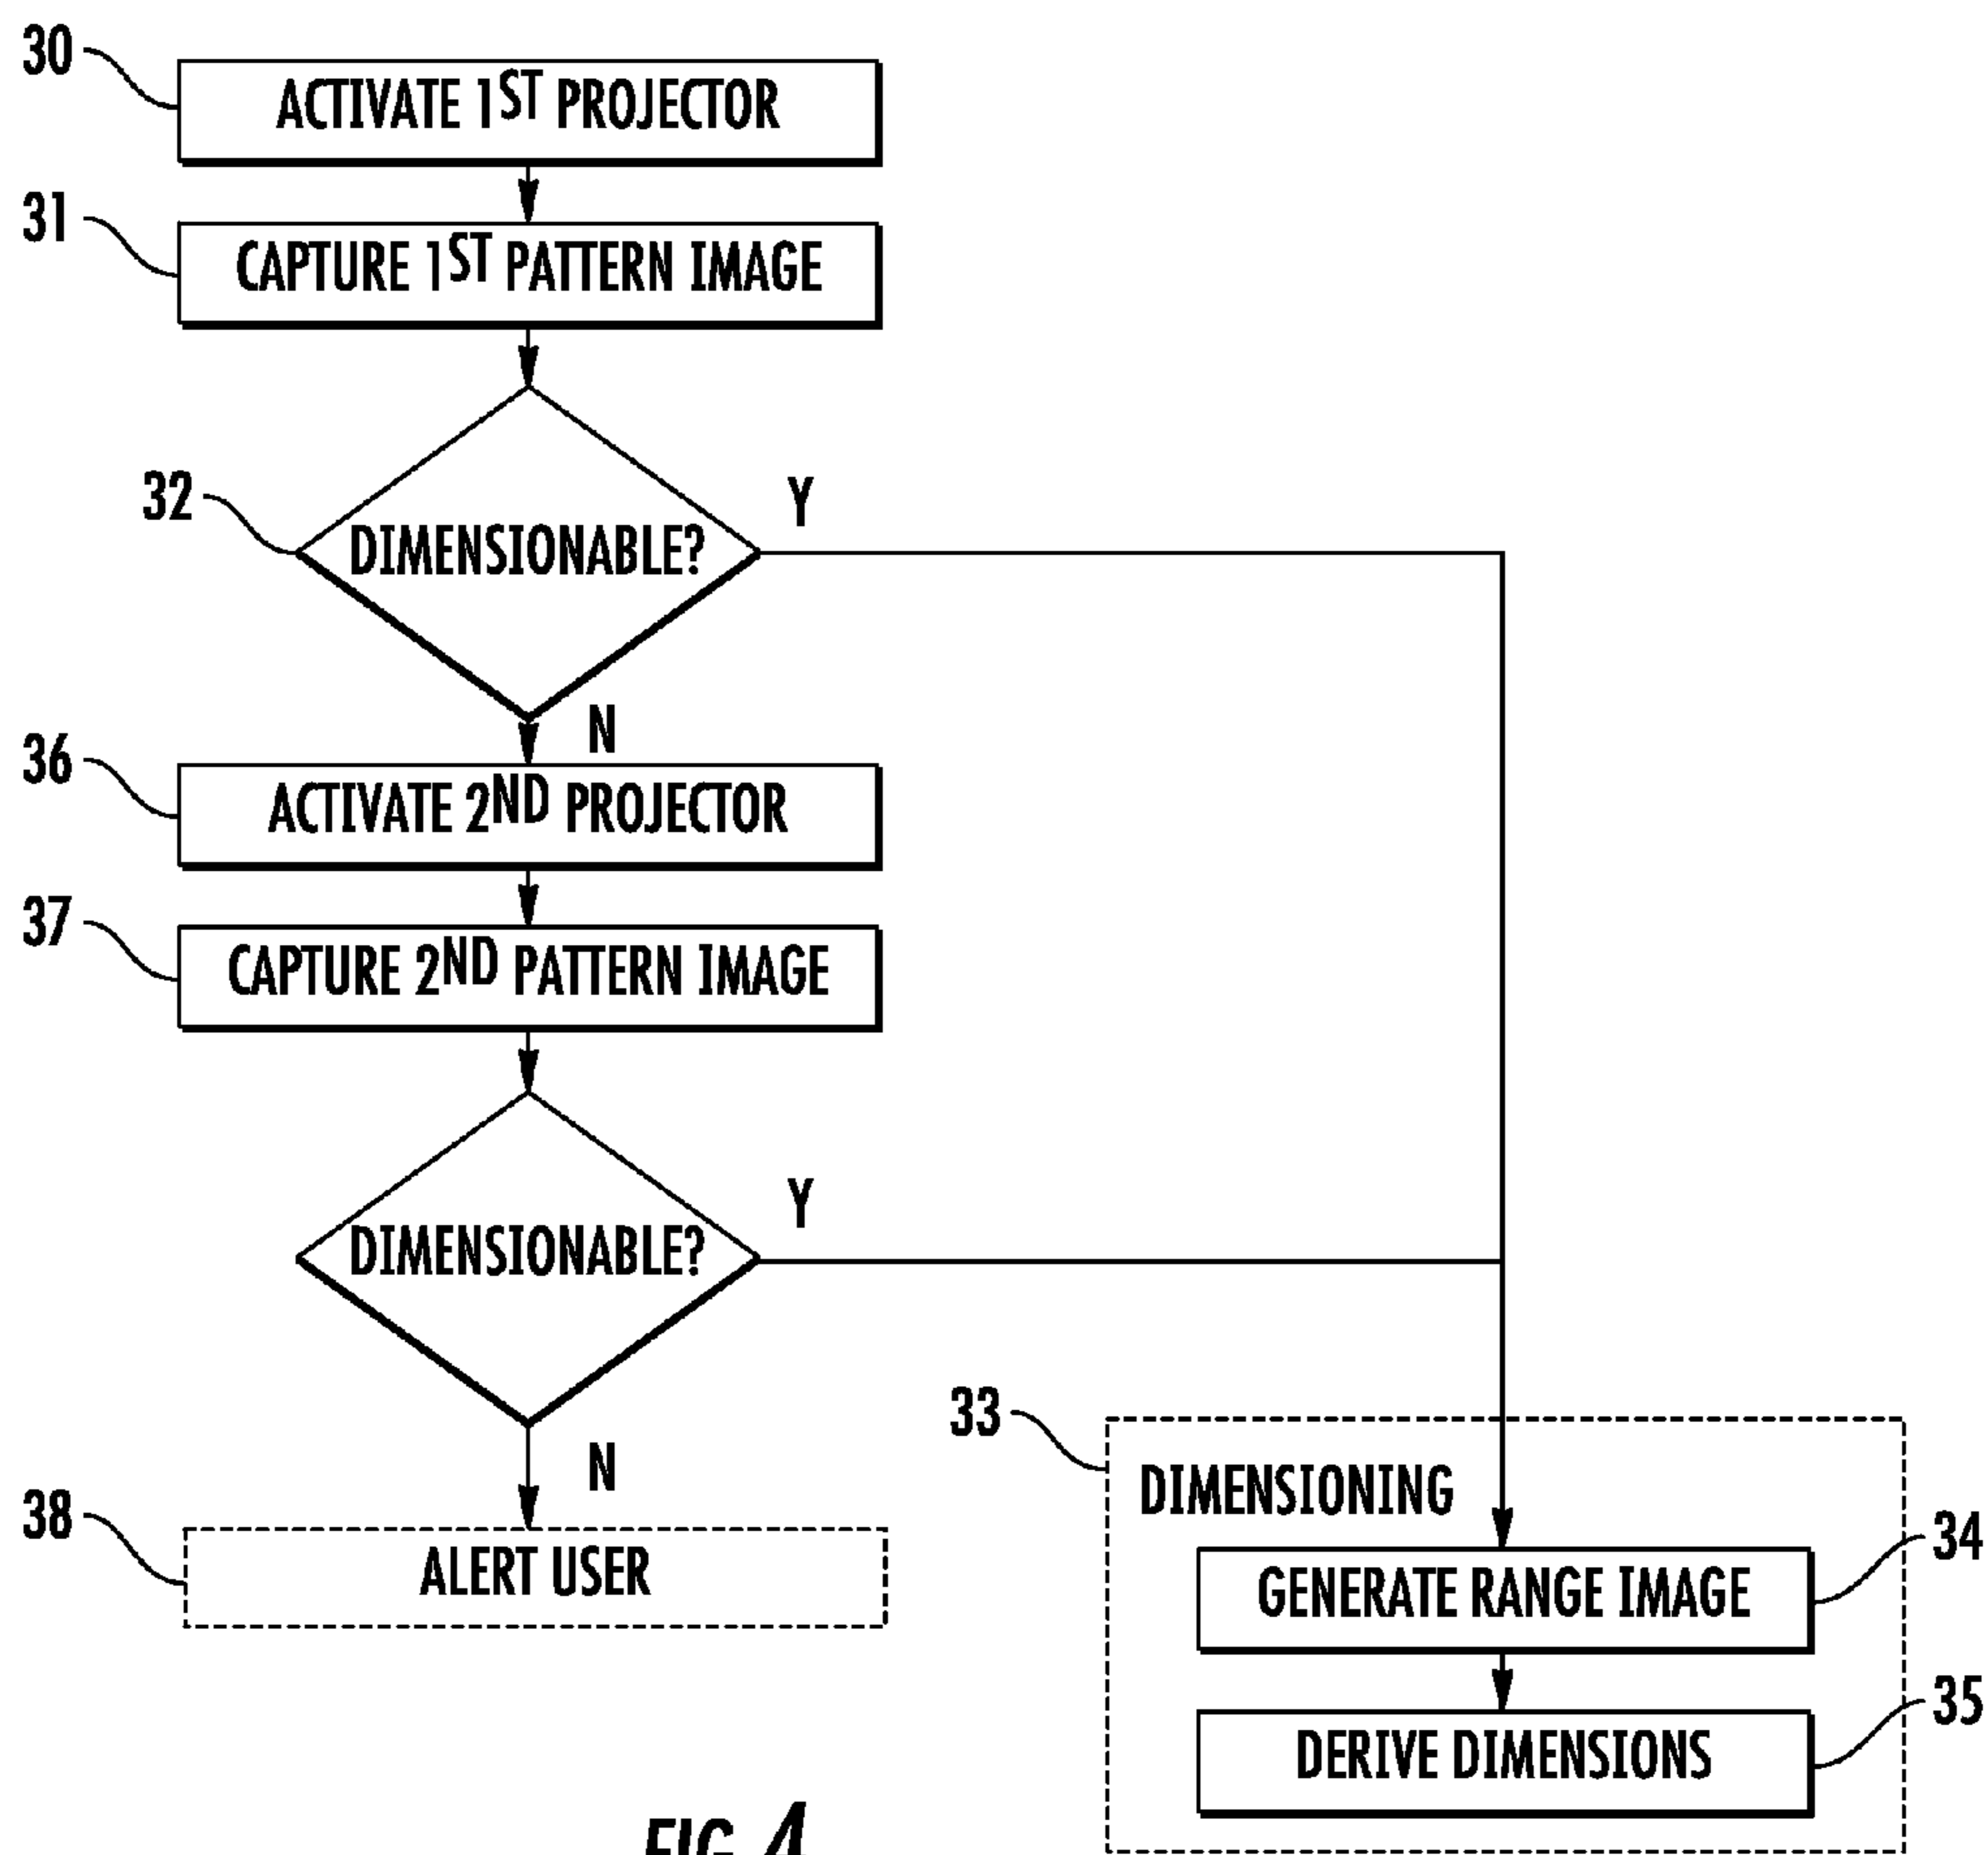 30
ACTIVATE 1ST PROJECTOR
31
CAPTURE 1ST PATTERN IMAGE
32
DIMENSIONABLE?
Y
N
36
ACTIVATE 2ND PROJECTOR
37
CAPTURE 2ND PATTERN IMAGE
DIMENSIONABLE?
Y
N
38
ALERT USER
33
DIMENSIONING
34
GENERATE RANGE IMAGE
35
DERIVE DIMENSIONS
FIG. 4